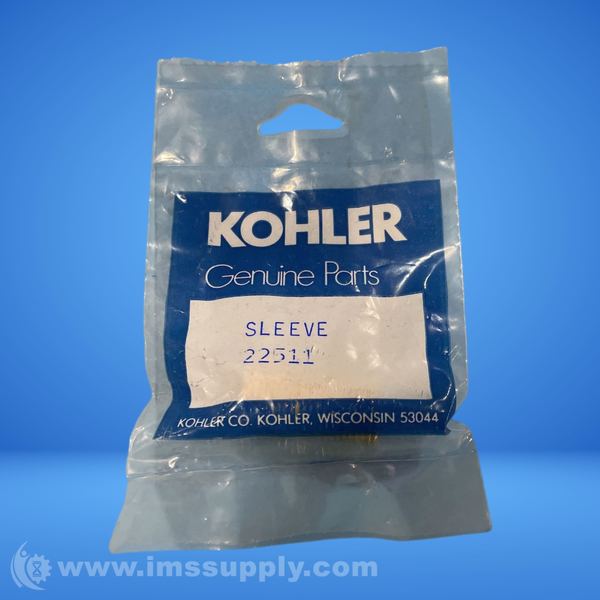 KOHLER
Genuine Parts
SLEEVE
22511
KOHLER CO. KOHLER, WISCONSIN 53044
www.imssupply.com